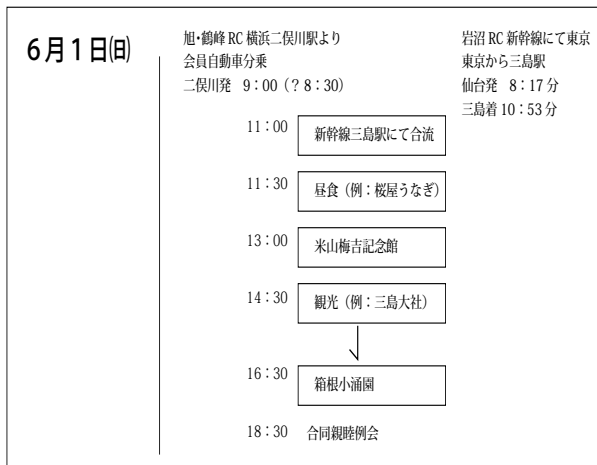 6月1日㈰
旭・鶴峰 RC 横浜二俣川駅より
会員自動車分乗
二俣川発 9：00（？8：30）
岩沼 RC 新幹線にて東京
東京から三島駅
仙台発 8：17分
三島着 10：53分
11：00 新幹線三島駅にて合流
11：30 昼食（例：桜屋うなぎ）
13：00 米山梅吉記念館
14：30 観光（例：三島大社）
16：30 箱根小涌園
18：30 合同親睦例会